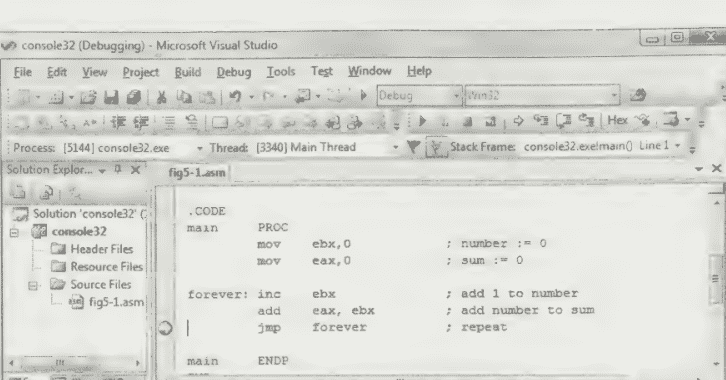 console32 (Debugging) - Microsoft Visual Studio
File Edit View Project Build Debug Tools Test Window Help
Debug Win32
Hex
Process: [5144] console32.exe Thread: [3340] Main Thread Stack Frame: console32.exe!main() Line 1
Solution Explor... fig5-1.asm
Solution 'console32' (
console32
Header Files
Resource Files
Source Files
fig5-1.asm
.CODE
main PROC
mov ebx,0 ; number := 0
mov eax,0 ; sum := 0
forever: inc ebx ; add 1 to number
add eax, ebx ; add number to sum
jmp forever ; repeat
main ENDP